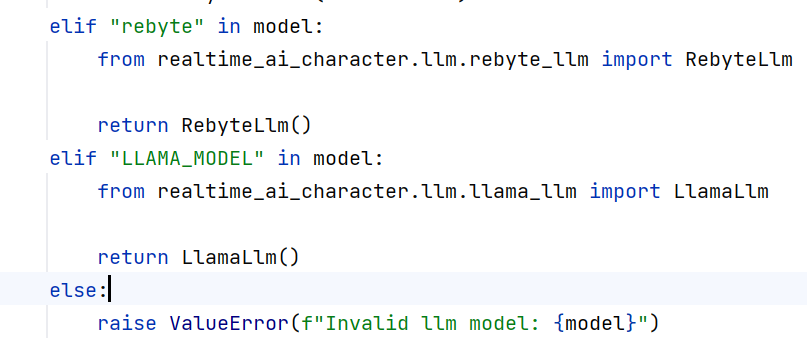 elif "rebyte" in model:
    from realtime_ai_character.llm.rebyte_llm import RebyteLlm

    return RebyteLlm()
elif "LLAMA_MODEL" in model:
    from realtime_ai_character.llm.llama_llm import LlamaLlm

    return LlamaLlm()
else:
    raise ValueError(f"Invalid llm model: {model}")